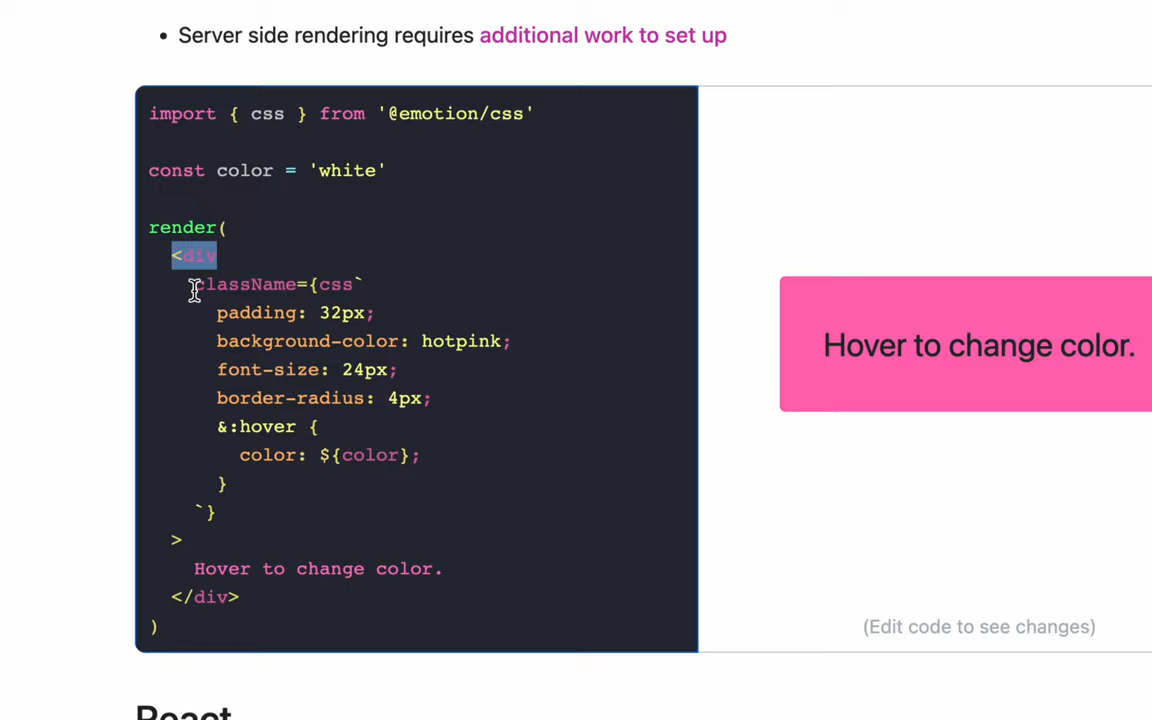 • Server side rendering requires additional work to set up
import { css } from '@emotion/css'
const color = 'white'
render(
<div
className={css`
padding: 32px;
background-color: hotpink;
font-size: 24px;
border-radius: 4px;
&:hover {
color: ${color};
}
`}
>
Hover to change color.
</div>
)
Hover to change color.
(Edit code to see changes)
React